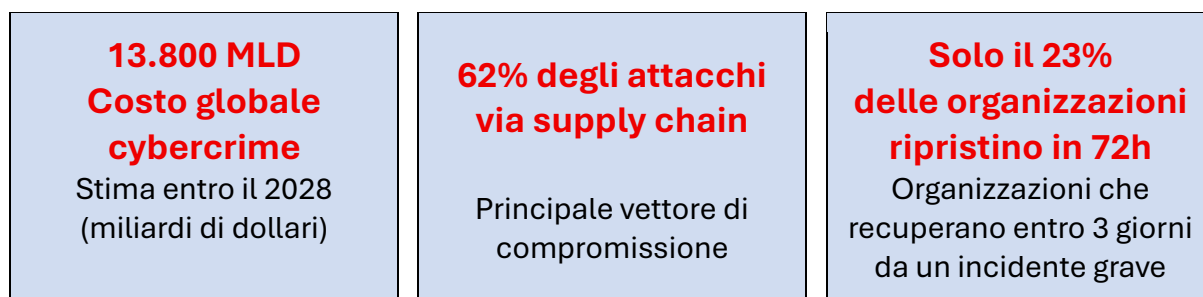 13.800 MLD
Costo globale
cybercrime
Stima entro il 2028
(miliardi di dollari)
62% degli attacchi
via supply chain
Principale vettore di
compromissione
Solo il 23%
delle organizzazioni
ripristino in 72h
Organizzazioni che
recuperano entro 3 giorni
da un incidente grave